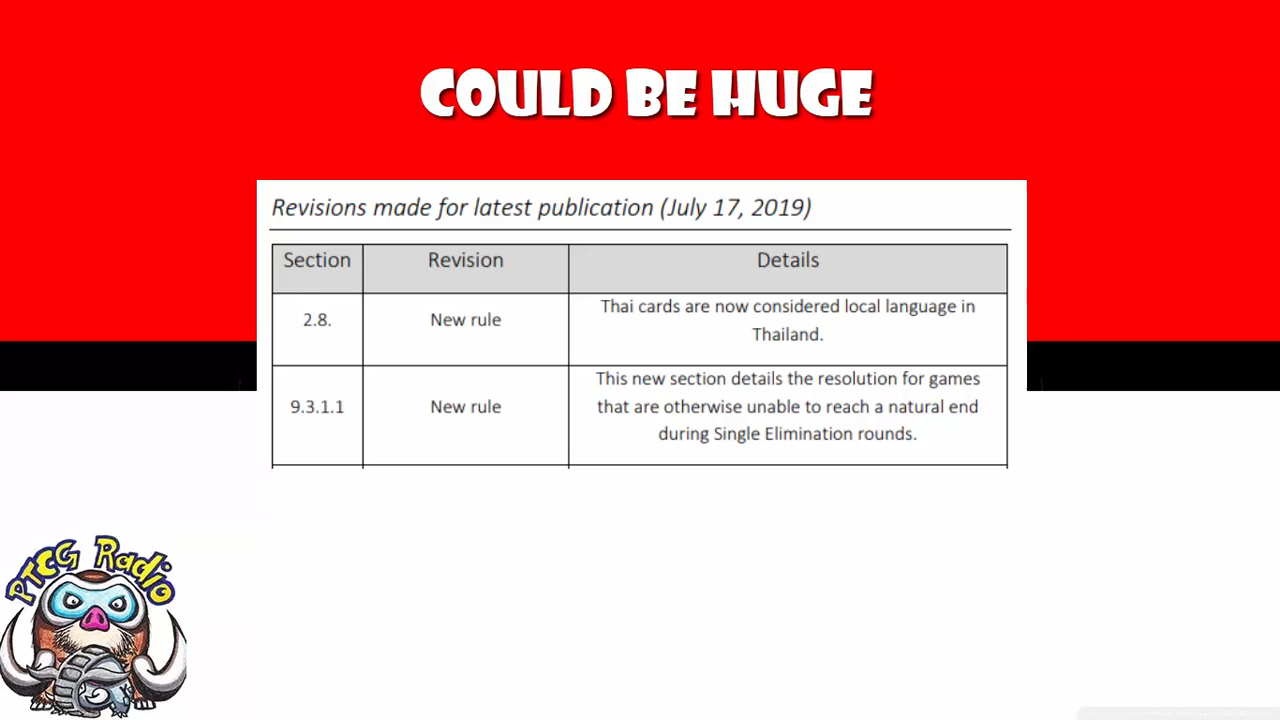 COULD BE HUGE
Revisions made for latest publication (July 17, 2019)
Section Revision Details
2.8. New rule Thai cards are now considered local language in
Thailand.
9.3.1.1 New rule This new section details the resolution for games
that are otherwise unable to reach a natural end
during Single Elimination rounds.
PTCG Radio